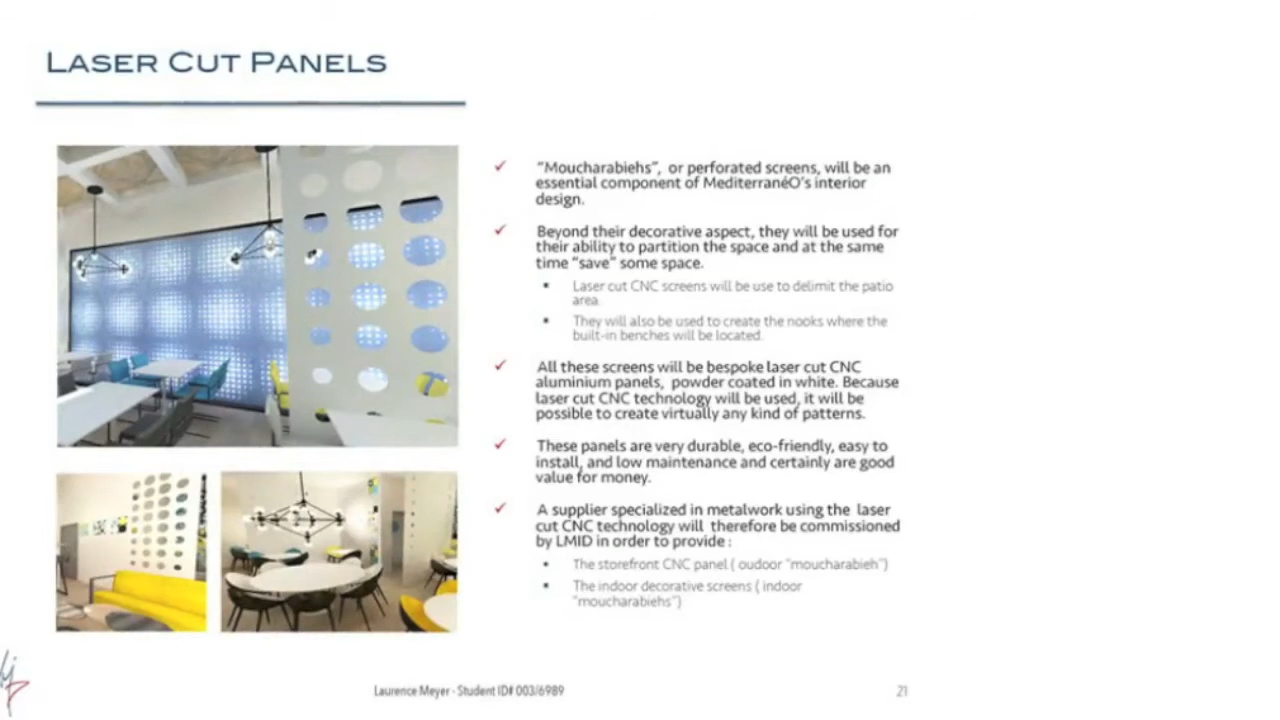 LASER CUT PANELS
"Moucharabiehs", or perforated screens, will be an
essential component of MediterranéO's interior
design.
Beyond their decorative aspect, they will be used for
their ability to partition the space and at the same
time "save" some space.
Laser cut CNC screens will be use to delimit the patio
area.
They will also be used to create the nooks where the
built-in benches will be located.
All these screens will be bespoke laser cut CNC
aluminium panels, powder coated in white. Because
laser cut CNC technology will be used, it will be
possible to create virtually any kind of patterns.
These panels are very durable, eco-friendly, easy to
install, and low maintenance and certainly are good
value for money.
A supplier specialized in metalwork using the laser
cut CNC technology will therefore be commissioned
by LMID in order to provide :
The storefront CNC panel ( oudoor "moucharabieh")
The indoor decorative screens ( indoor
"moucharabiehs")
Laurence Meyer - Student ID# 003/6989
21